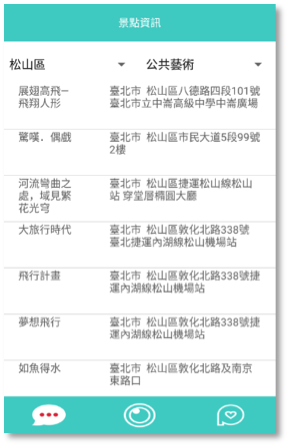 景點資訊
松山區 公共藝術
展翅高飛— 臺北市 松山區八德路四段101號
飛翔人形 臺北市立中崙高級中學中崙廣場
驚嘆．偶戲 臺北市 松山區市民大道5段99號
2樓
河流彎曲之 臺北市 松山區捷運松山線松山
處，域見繁 站 穿堂層橢圓大廳
花光穹
大旅行時代 臺北市 松山區敦化北路338號
臺北捷運內湖線松山機場站
飛行計畫 臺北市 松山區敦化北路338號捷
運內湖線松山機場站
夢想飛行 臺北市 松山區敦化北路338號捷
運內湖線松山機場站
如魚得水 臺北市 松山區敦化北路及南京
東路口